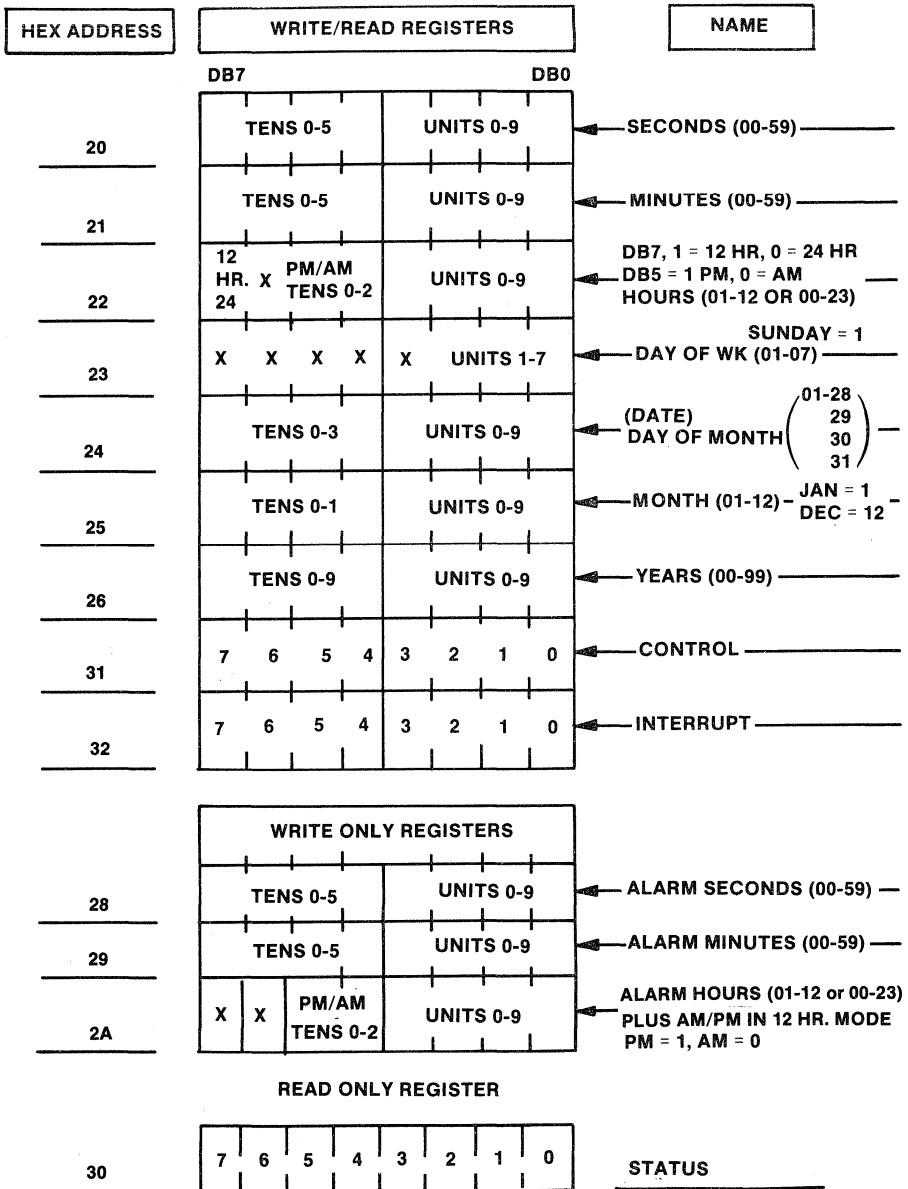 HEX ADDRESS WRITE/READ REGISTERS NAME
DB7 DB0
20 TENS 0-5 UNITS 0-9 SECONDS (00-59)
21 TENS 0-5 UNITS 0-9 MINUTES (00-59)
12
HR. X PM/AM
24 TENS 0-2
22 UNITS 0-9
DB7, 1 = 12 HR, 0 = 24 HR
DB5 = 1 PM, 0 = AM
HOURS (01-12 OR 00-23)
SUNDAY = 1
23 X X X X X UNITS 1-7 DAY OF WK (01-07)
24 TENS 0-3 UNITS 0-9
(DATE)
DAY OF MONTH
01-28
29
30
31
25 TENS 0-1 UNITS 0-9 MONTH (01-12)
JAN = 1
DEC = 12
26 TENS 0-9 UNITS 0-9 YEARS (00-99)
31 7 6 5 4 3 2 1 0 CONTROL
32 7 6 5 4 3 2 1 0 INTERRUPT
WRITE ONLY REGISTERS
28 TENS 0-5 UNITS 0-9 ALARM SECONDS (00-59)
29 TENS 0-5 UNITS 0-9 ALARM MINUTES (00-59)
2A X X PM/AM
TENS 0-2 UNITS 0-9
ALARM HOURS (01-12 or 00-23)
PLUS AM/PM IN 12 HR. MODE
PM = 1, AM = 0
READ ONLY REGISTER
30 7 6 5 4 3 2 1 0 STATUS